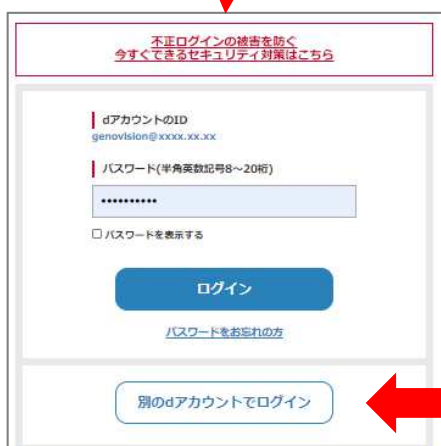 不正ログインの被害を防ぐ
今すぐできるセキュリティ対策はこちら
dアカウントのID
genovision@xxxx.xx.xx
パスワード(半角英数記号8～20桁)
••••••••••
パスワードを表示する
ログイン
パスワードをお忘れの方
別のdアカウントでログイン